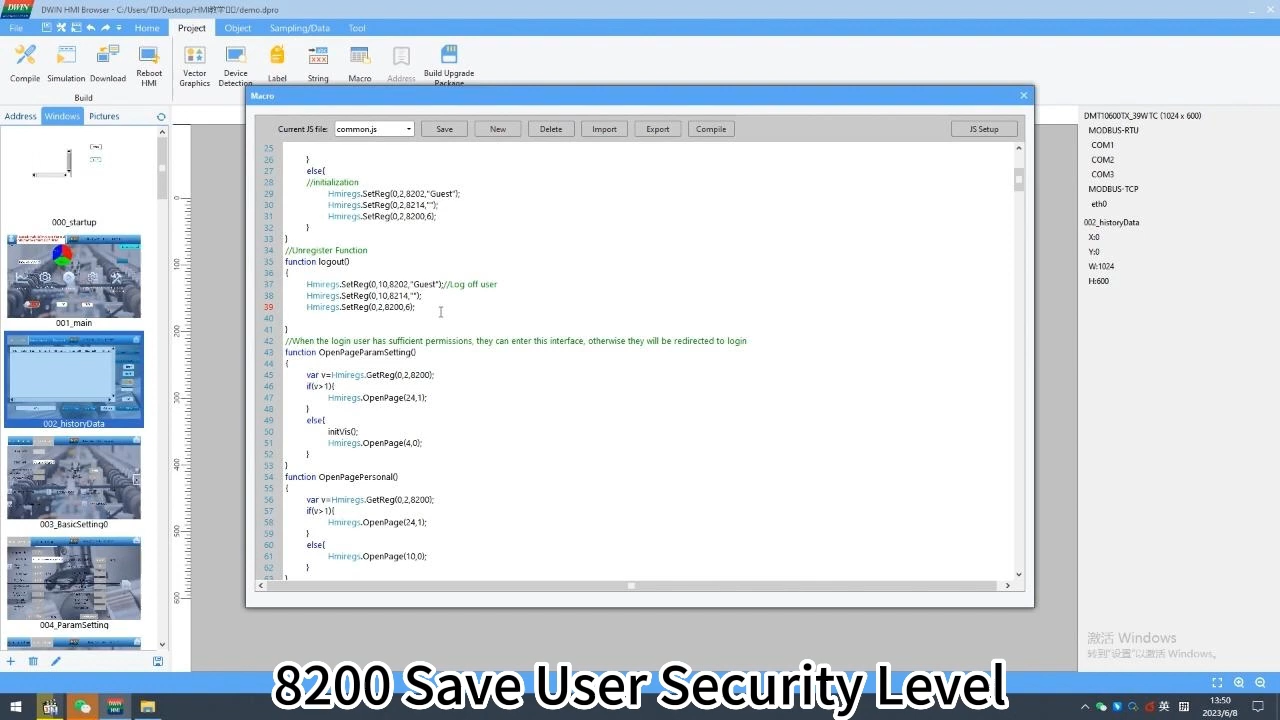 DWIN HMI Browser - C:/Users/TD/Desktop/HMI教学/demo.dpro
File Home Project Object Sampling/Data Tool
Compile Simulation Download Reboot HMI Vector Graphics Device Detection Label String Macro Address Build Upgrade Package
Build
Address Windows Pictures
000_startup
001_main
002_historyData
003_BasicSetting0
004_ParamSetting
Macro
Current JS file: common.js Save New Delete Import Export Compile JS Setup
25
26 }
27 else{
28 //initialization
29 Hmiregs.SetReg(0,2,8202,"Guest");
30 Hmiregs.SetReg(0,2,8214,"");
31 Hmiregs.SetReg(0,2,8200,6);
32 }
33 }
34 //Unregister Function
35 function logout()
36 {
37 Hmiregs.SetReg(0,10,8202,"Guest");//Log off user
38 Hmiregs.SetReg(0,10,8214,"");
39 Hmiregs.SetReg(0,2,8200,6);
40
41 }
42 //When the login user has sufficient permissions, they can enter this interface, otherwise they will be redirected to login
43 function OpenPageParamSetting()
44 {
45 var v=Hmiregs.GetReg(0,2,8200);
46 if(v>1){
47 Hmiregs.OpenPage(24,1);
48 }
49 else{
50 initVis();
51 Hmiregs.OpenPage(4,0);
52 }
53 }
54 function OpenPagePersonal()
55 {
56 var v=Hmiregs.GetReg(0,2,8200);
57 if(v>1){
58 Hmiregs.OpenPage(24,1);
59 }
60 else{
61 Hmiregs.OpenPage(10,0);
62 }
63 }
0
100
200
300
400
500
600
DMT10600TX_39WTC (1024 x 600)
MODBUS-RTU
COM1
COM2
COM3
MODBUS-TCP
eth0
002_historyData
X:0
Y:0
W:1024
H:600
激活 Windows
转到"设置"以激活 Windows。
8200 Save User Security Level
英 拼
13:50
2023/6/8